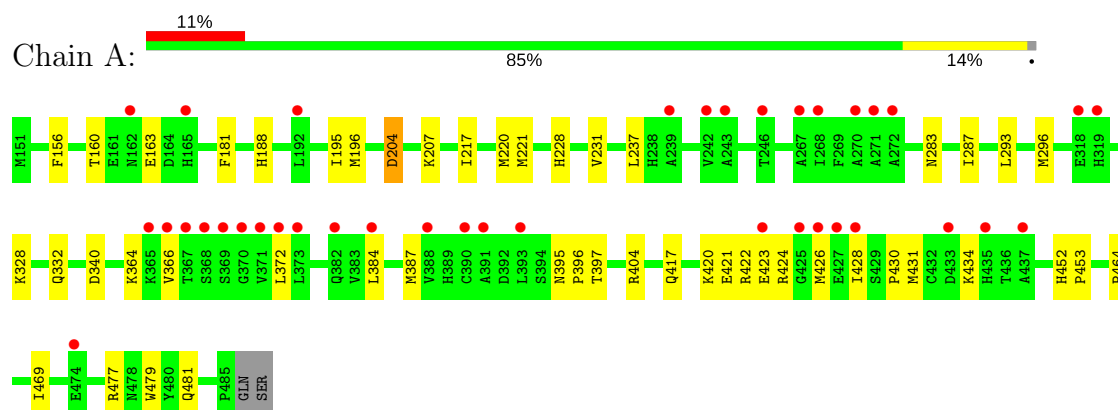 11%
Chain A:
85% 14% •
M151 F156 T160 E161 N162 E163 D164 H165 F181 H188 L192 I195 M196 D204 K207 I217 M220 M221 H228 V231 L237 H238 A239 V242 A243 T246 A267 I268 F269 A270 A271 A272 N283 I287 L293 M296 E318 H319
K328 Q332 D340 K364 K365 V366 T367 S368 S369 G370 V371 L372 L373 Q382 V383 L384 M387 V388 H389 C390 A391 D392 L393 S394 N395 P396 T397 R404 Q417 K420 E421 R422 E423 R424 G425 M426 E427 I428 S429 P430 M431 C432 D433 K434 H435 T436 A437 H452 P453
I469 E474 R477 N478 W479 Y480 Q481 P485 GLN SER